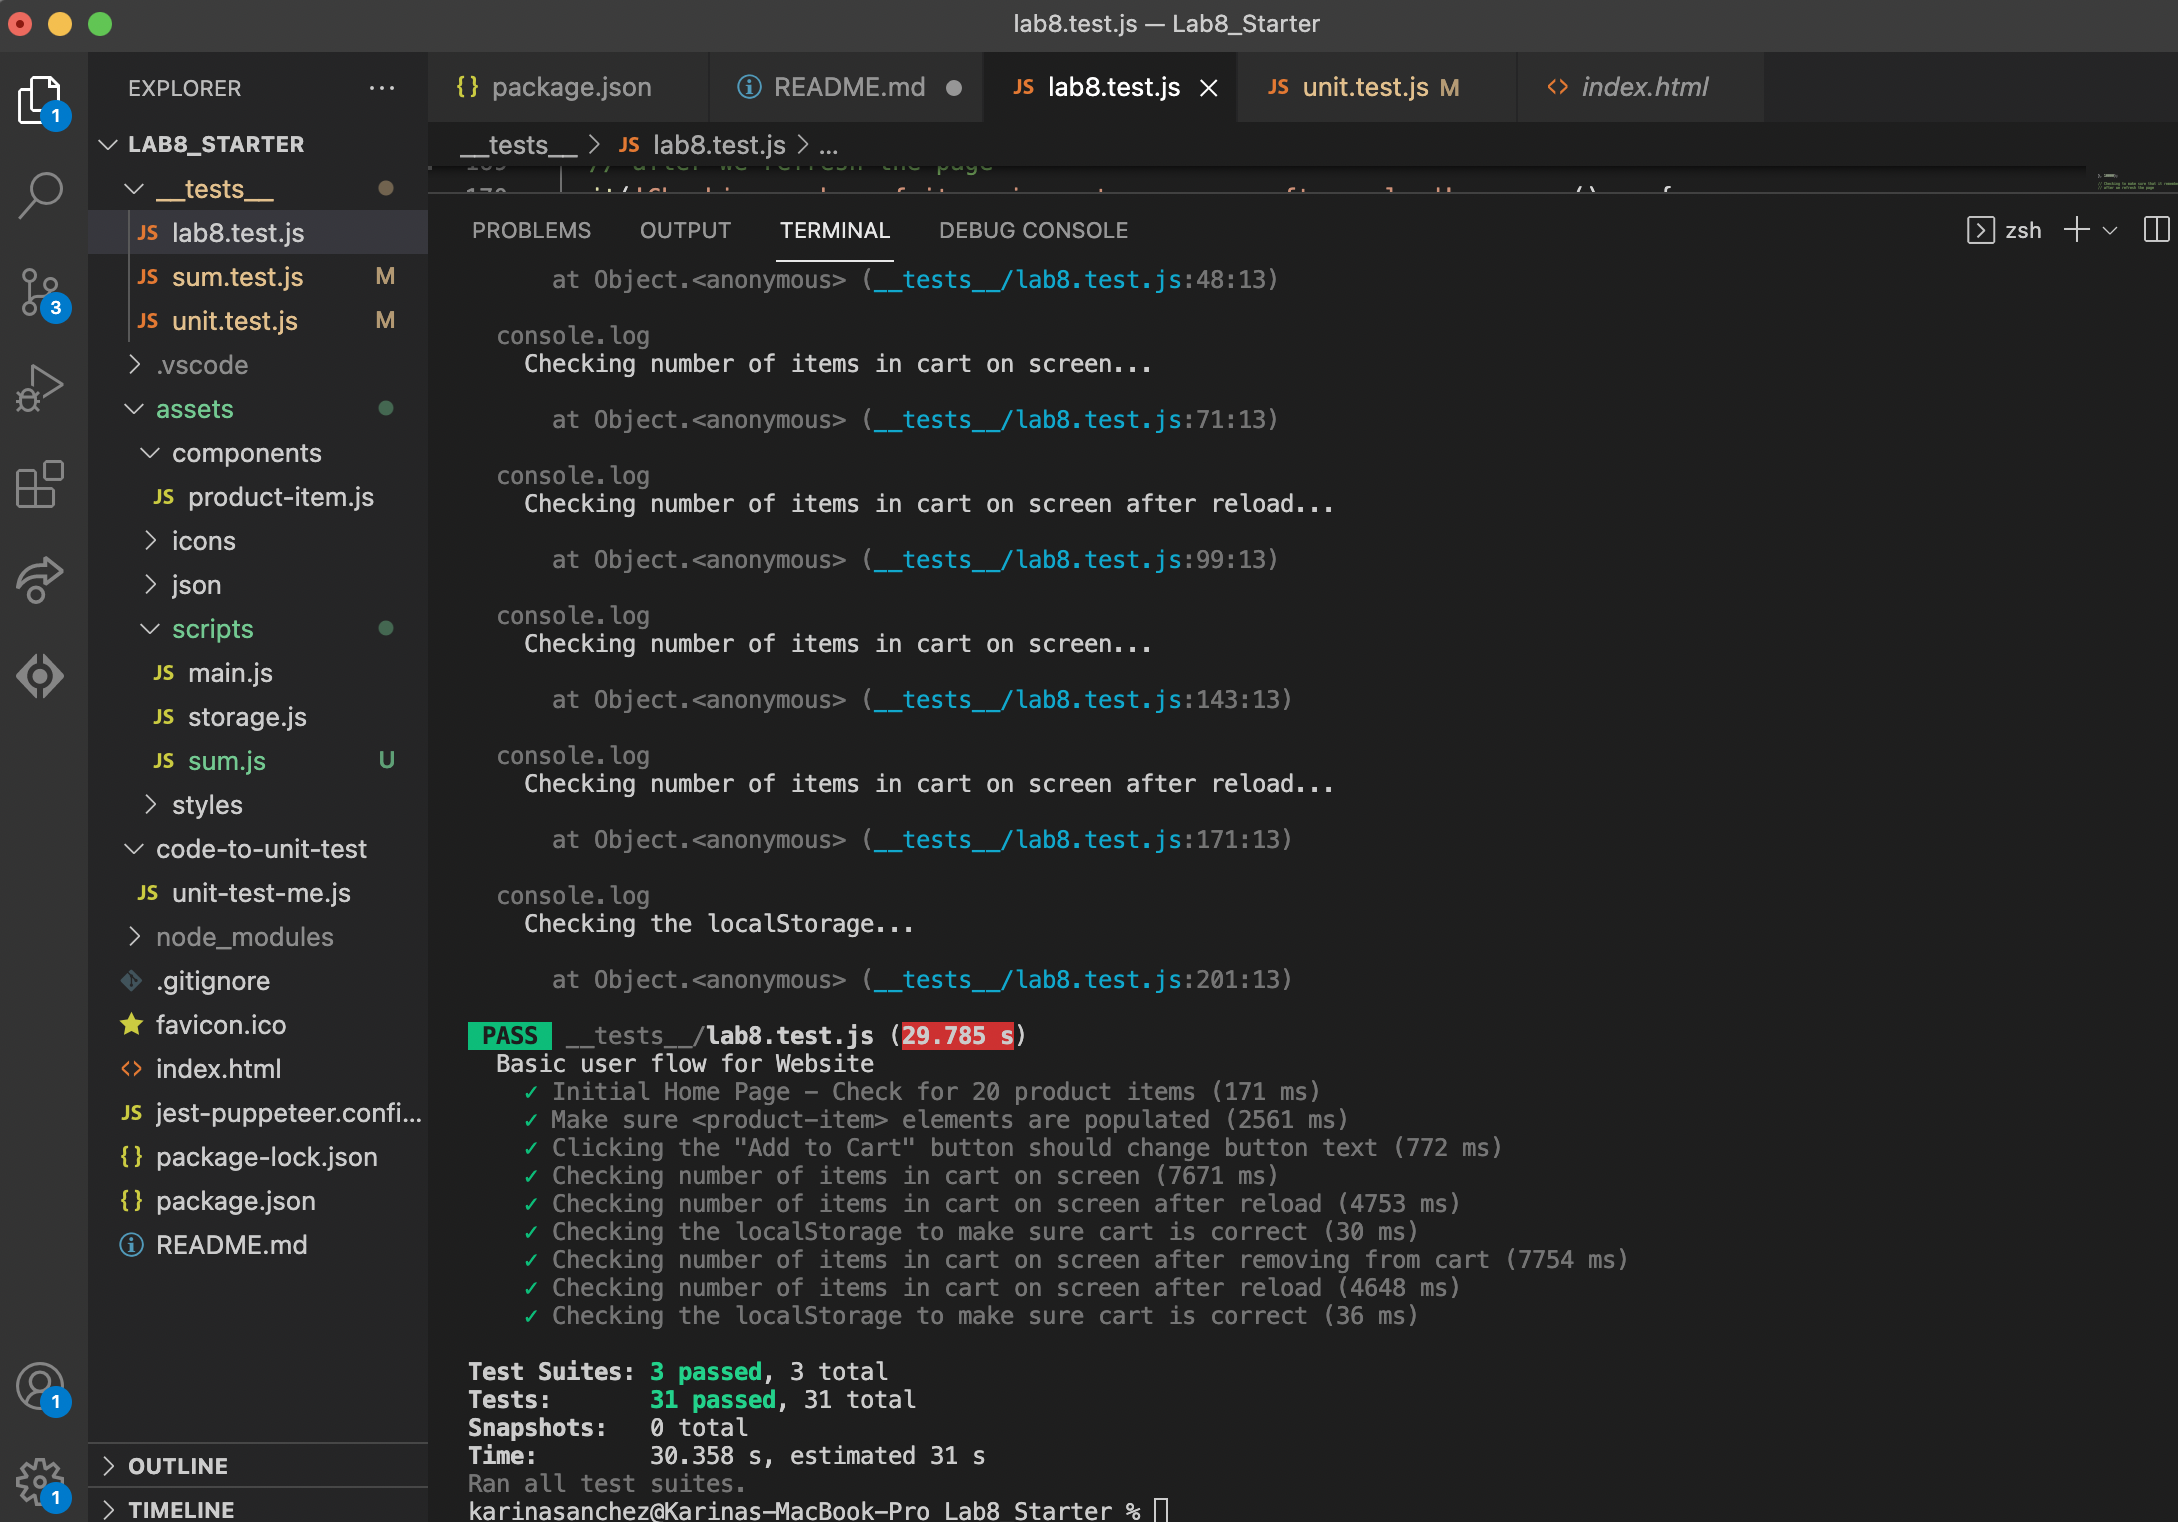 lab8.test.js — Lab8_Starter
EXPLORER
LAB8_STARTER
__tests__
JS lab8.test.js
JS sum.test.js M
JS unit.test.js M
.vscode
assets
components
JS product-item.js
icons
json
scripts
JS main.js
JS storage.js
JS sum.js U
styles
code-to-unit-test
JS unit-test-me.js
node_modules
.gitignore
favicon.ico
<> index.html
JS jest-puppeteer.confi...
{} package-lock.json
{} package.json
README.md
OUTLINE
TIMELINE
1
3
1
1
{} package.json
README.md
JS lab8.test.js
JS unit.test.js M
<> index.html
__tests__ > JS lab8.test.js > ...
169 // after we refresh the page
170
PROBLEMS OUTPUT TERMINAL DEBUG CONSOLE
zsh
at Object.<anonymous> (__tests__/lab8.test.js:48:13)
console.log
Checking number of items in cart on screen...
at Object.<anonymous> (__tests__/lab8.test.js:71:13)
console.log
Checking number of items in cart on screen after reload...
at Object.<anonymous> (__tests__/lab8.test.js:99:13)
console.log
Checking number of items in cart on screen...
at Object.<anonymous> (__tests__/lab8.test.js:143:13)
console.log
Checking number of items in cart on screen after reload...
at Object.<anonymous> (__tests__/lab8.test.js:171:13)
console.log
Checking the localStorage...
at Object.<anonymous> (__tests__/lab8.test.js:201:13)
PASS __tests__/lab8.test.js (29.785 s)
Basic user flow for Website
✓ Initial Home Page – Check for 20 product items (171 ms)
✓ Make sure <product-item> elements are populated (2561 ms)
✓ Clicking the "Add to Cart" button should change button text (772 ms)
✓ Checking number of items in cart on screen (7671 ms)
✓ Checking number of items in cart on screen after reload (4753 ms)
✓ Checking the localStorage to make sure cart is correct (30 ms)
✓ Checking number of items in cart on screen after removing from cart (7754 ms)
✓ Checking number of items in cart on screen after reload (4648 ms)
✓ Checking the localStorage to make sure cart is correct (36 ms)
Test Suites: 3 passed, 3 total
Tests: 31 passed, 31 total
Snapshots: 0 total
Time: 30.358 s, estimated 31 s
Ran all test suites.
karinasanchez@Karinas-MacBook-Pro Lab8_Starter %